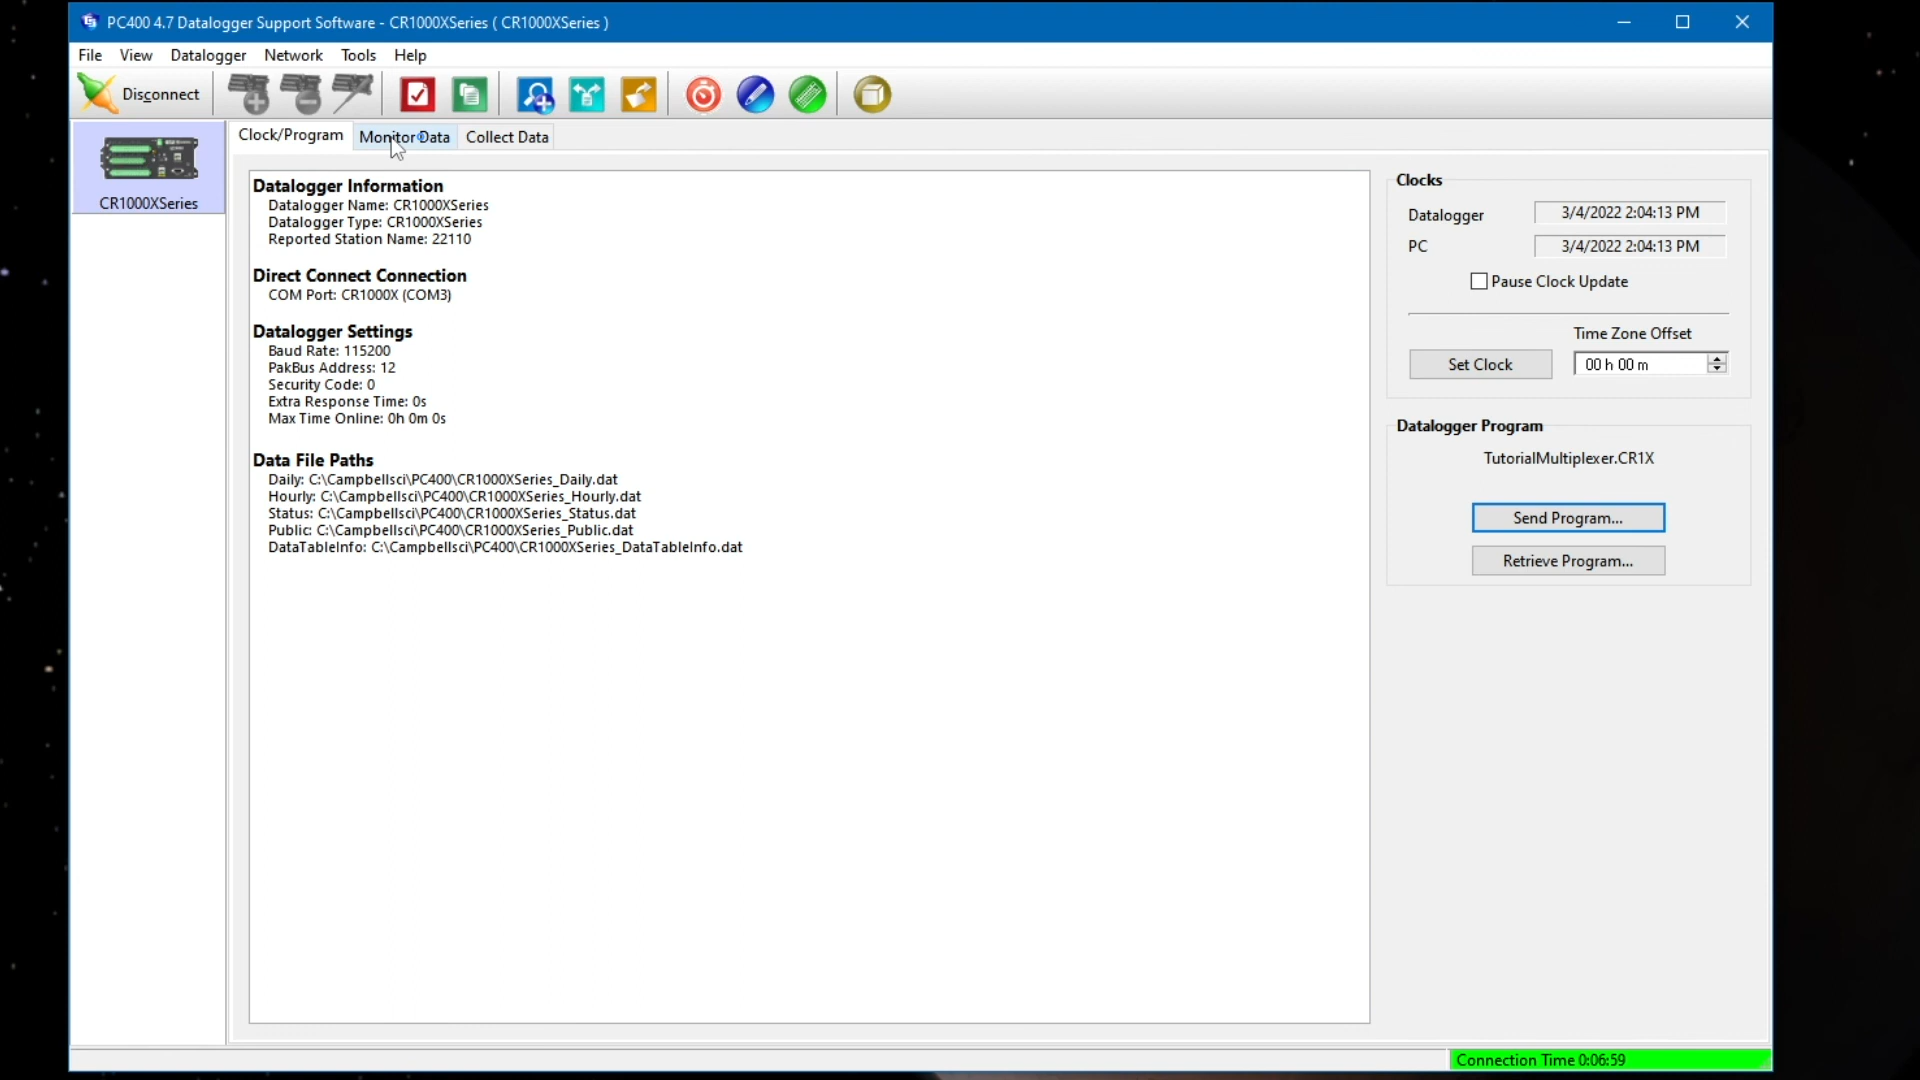 PC400 4.7 Datalogger Support Software - CR1000XSeries ( CR1000XSeries )
File View Datalogger Network Tools Help
Disconnect
Clock/Program Monitor Data Collect Data
CR1000XSeries
Datalogger Information
Datalogger Name: CR1000XSeries
Datalogger Type: CR1000XSeries
Reported Station Name: 22110
Direct Connect Connection
COM Port: CR1000X (COM3)
Datalogger Settings
Baud Rate: 115200
PakBus Address: 12
Security Code: 0
Extra Response Time: 0s
Max Time Online: 0h 0m 0s
Data File Paths
Daily: C:\Campbellsci\PC400\CR1000XSeries_Daily.dat
Hourly: C:\Campbellsci\PC400\CR1000XSeries_Hourly.dat
Status: C:\Campbellsci\PC400\CR1000XSeries_Status.dat
Public: C:\Campbellsci\PC400\CR1000XSeries_Public.dat
DataTableInfo: C:\Campbellsci\PC400\CR1000XSeries_DataTableInfo.dat
Clocks
Datalogger 3/4/2022 2:04:13 PM
PC 3/4/2022 2:04:13 PM
Pause Clock Update
Time Zone Offset
Set Clock 00 h 00 m
Datalogger Program
TutorialMultiplexer.CR1X
Send Program...
Retrieve Program...
Connection Time 0:06:59